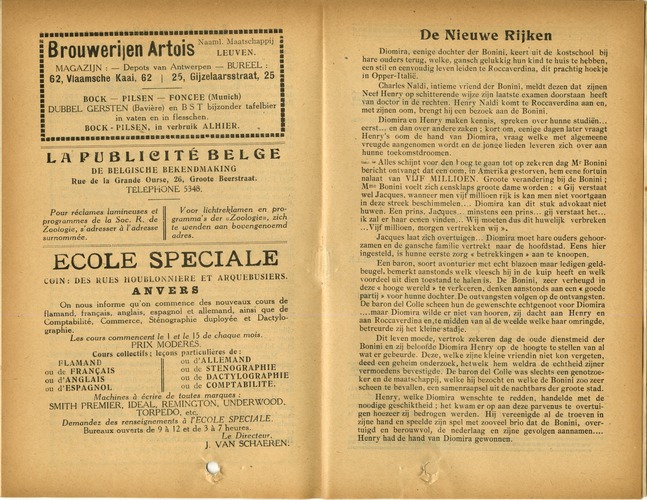 Brouwerijen Artois Naaml. Maatschappij
LEUVEN.
MAGAZIJN : — Depots van Antwerpen — BUREEL :
62, Vlaamsche Kaai, 62 | 25, Gijzelaarsstraat, 25
BOCK — PILSEN — FONCEE (Munich)
DUBBEL GERSTEN (Bavière) en B S T bijzonder tafelbier
in vaten en in flesschen.
BOCK - PILSEN, in verbruik ALHIER.
LA PUBLICITÉ BELGE
DE BELGISCHE BEKENDMAKING
Rue de la Grande Ourse, 26, Groote Beerstraat.
TELEPHONE 5348.
Pour réclames lumineuses et
programmes de la Soc. R. de
Zoologie, s'adresser à l'adresse
surnommée.
Voor lichtreklamen en pro-
gramma's der «Zoologie», zich
te wenden aan bovengenoemd
adres.
ECOLE SPECIALE
COIN: DES RUES HOUBLONNIERE ET ARQUEBUSIERS.
ANVERS
On nous informe qu'on commence des nouveaux cours de
flamand, français, anglais, espagnol et allemand, ainsi que de
Comptabilité, Commerce, Sténographie duployée et Dactylo-
graphie.
Les cours commencent le 1 et le 15 de chaque mois.
PRIX MODERES.
Cours collectifs; leçons particulières de:
FLAMAND
ou de FRANÇAIS
ou d'ANGLAIS
ou d'ESPAGNOL
ou d'ALLEMAND
ou de STENOGRAPHIE
ou de DACTYLOGRAPHIE
ou de COMPTABILITE.
Machines à écrire de toutes marques:
SMITH PREMIER, IDEAL, REMINGTON, UNDERWOOD,
TORPEDO, etc.
Demandez des renseignements à l'ECOLE SPECIALE.
Bureaux ouverts de 9 à 12 et de 3 à 7 heures.
Le Directeur,
J. VAN SCHAEREN.
De Nieuwe Rijken
Diomira, eenige dochter der Bonini, keert uit de kostschool bij
hare ouders terug, welke, gansch gelukkig hun kind te huis te hebben,
een stil en eenvoudig leven leiden te Roccaverdina, dit prachtig hoekje
in Opper-Italië.
Charles Naldi, intieme vriend der Bonini, meldt dezen dat zijnen
Neef Henry op schitterende wijze zijn laatste examen doorstaan heeft
van doctor in de rechten. Henry Naldi komt te Roccaverdina aan en,
met zijnen oom, brengt hij een bezoek aan de Bonini.
Diomira en Henry maken kennis, spreken over hunne studiën...
eerst... en dan over andere zaken; kort om, eenige dagen later vraagt
Henry's oom de hand van Diomira, vraag welke met algemeene
vreugde aangenomen wordt en de jonge lieden leveren zich over aan
hunne toekomstdroomen.
« Alles schijnt voor den besten te gaan tot op zekeren dag Mr Bonini
bericht ontvangt dat een oom, in Amerika gestorven, hem eene fortuin
nalaat van VIJF MILLIOEN. Groote verandering bij de Bonini;
Mme Bonini voelt zich eensklaps groote dame worden: « Gij verstaat
wel Jacques, wanneer men vijf millioen rijk is kan men niet voortgaan
in deze streek beschimmelen.... Diomira kan dit stuk advokaat niet
huwen. Een prins, Jacques... minstens een prins... gij verstaat het...
ik zal er haar eenen vinden... Wij moeten dus dit huwelijk verbreken
...Vijf millioen, morgen vertrekken wij ».
Jacques laat zich overtuigen... Diomira moet hare ouders gehoor-
zamen en de gansche familie vertrekt naar de hoofdstad. Eens hier
ingesteld, is hunne eerste zorg « betrekkingen » aan te knoopen.
Een baron, soort avonturier met echt blazoen maar ledigen geld-
beugel, bemerkt aanstonds welk vleesch hij in de kuip heeft en welk
voordeel uit dien toestand te halen is. De Bonini, zeer verheugd in
deze « hooge wereld » te verkeeren, denken aanstonds aan een « goede
partij » voor hunne dochter. De ontvangsten volgen op de ontvangsten.
De baron del Colle scheen hun de gewenschte echtgenoot voor Diomira
....maar Diomira wilde er niet van hooren, zij dacht aan Henry en
aan Roccaverdina en, te midden van al de weelde welke haar omringde,
betreurde zij het kleine stadje.
Dit leven moede, vertrok zekeren dag de oude dienstmeid der
Bonini en zij beloofde Diomira Henry op de hoogte te stellen van al
wat er gebeurde. Deze, welke zijne kleine vriendin niet kon vergeten,
deed een geheim onderzoek, hetwelk hem weldra de echtheid zijner
vermoedens bevestigde. De baron del Colle was slechts een genotzoe-
ker en de maatschappij, welke hij bezocht en welke de Bonini zoo zeer
scheen te bevallen, een samenraapsel uit de nachtbars der groote stad.
Henry, welke Diomira wenschte te redden, handelde met de
noodige geschiktheid; het kwam er op aan deze parvenus te overtui-
gen hoezeer zij bedrogen werden. Hij vereenigde al de troeven in
zijne hand en speelde zijn spel met zooveel brio dat de Bonini, over-
tuigd en berouwvol, de nederlaag en zijne gevolgen aannamen....
Henry had de hand van Diomira gewonnen.